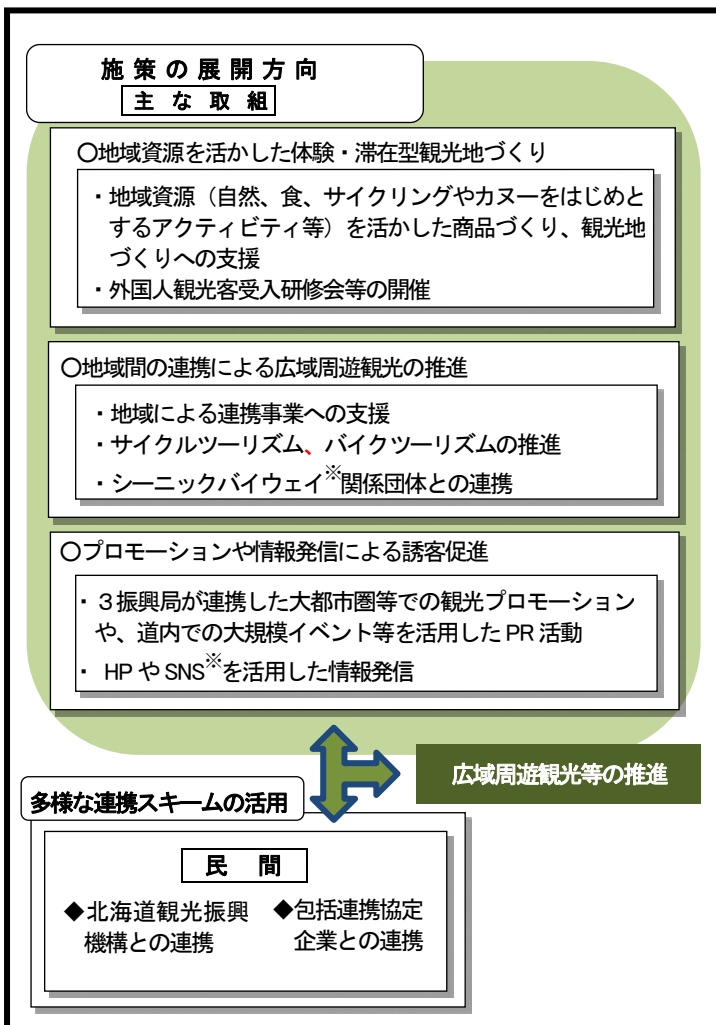 施策の展開方向
主な取組
〇地域資源を活かした体験・滞在型観光地づくり
・地域資源（自然、食、サイクリングやカヌーをはじめと
するアクティビティ等）を活かした商品づくり、観光地
づくりへの支援
・外国人観光客受入研修会等の開催
〇地域間の連携による広域周遊観光の推進
・地域による連携事業への支援
・サイクルツーリズム、バイクツーリズムの推進
・シーニックバイウェイ※関係団体との連携
〇プロモーションや情報発信による誘客促進
・３振興局が連携した大都市圏等での観光プロモーション
や、道内での大規模イベント等を活用した PR 活動
・ HP や SNS※を活用した情報発信
広域周遊観光等の推進
多様な連携スキームの活用
民　間
◆北海道観光振興
機構との連携
◆包括連携協定
企業との連携